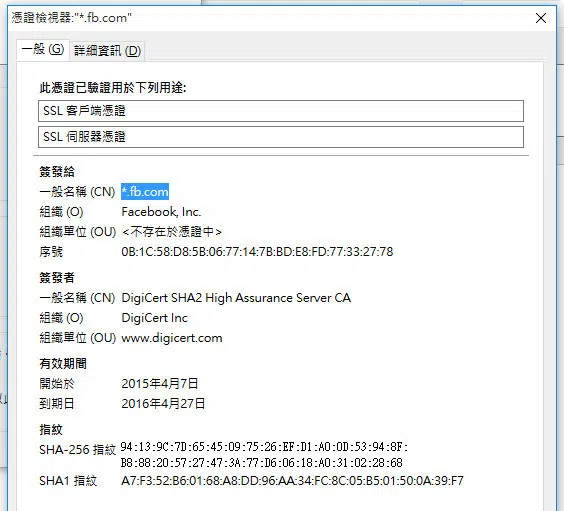 憑證檢視器:"*.fb.com"
一般 (G) 詳細資訊 (D)
此憑證已驗證用於下列用途:
SSL 客戶端憑證
SSL 伺服器憑證
簽發給
一般名稱 (CN) *.fb.com
組織 (O) Facebook, Inc.
組織單位 (OU) <不存在於憑證中>
序號 0B:1C:58:D8:5B:06:77:14:7B:BD:E8:FD:77:33:27:78
簽發者
一般名稱 (CN) DigiCert SHA2 High Assurance Server CA
組織 (O) DigiCert Inc
組織單位 (OU) www.digicert.com
有效期間
開始於 2015年4月7日
到期日 2016年4月27日
指紋
SHA-256 指紋 94:13:9C:7D:65:45:09:75:26:EF:D1:A0:0D:53:94:8F:
B8:88:20:57:27:47:3A:77:D6:06:18:A0:31:02:28:68
SHA1 指紋 A7:F3:52:B6:01:68:A8:DD:96:AA:34:FC:8C:05:B5:01:50:0A:39:F7